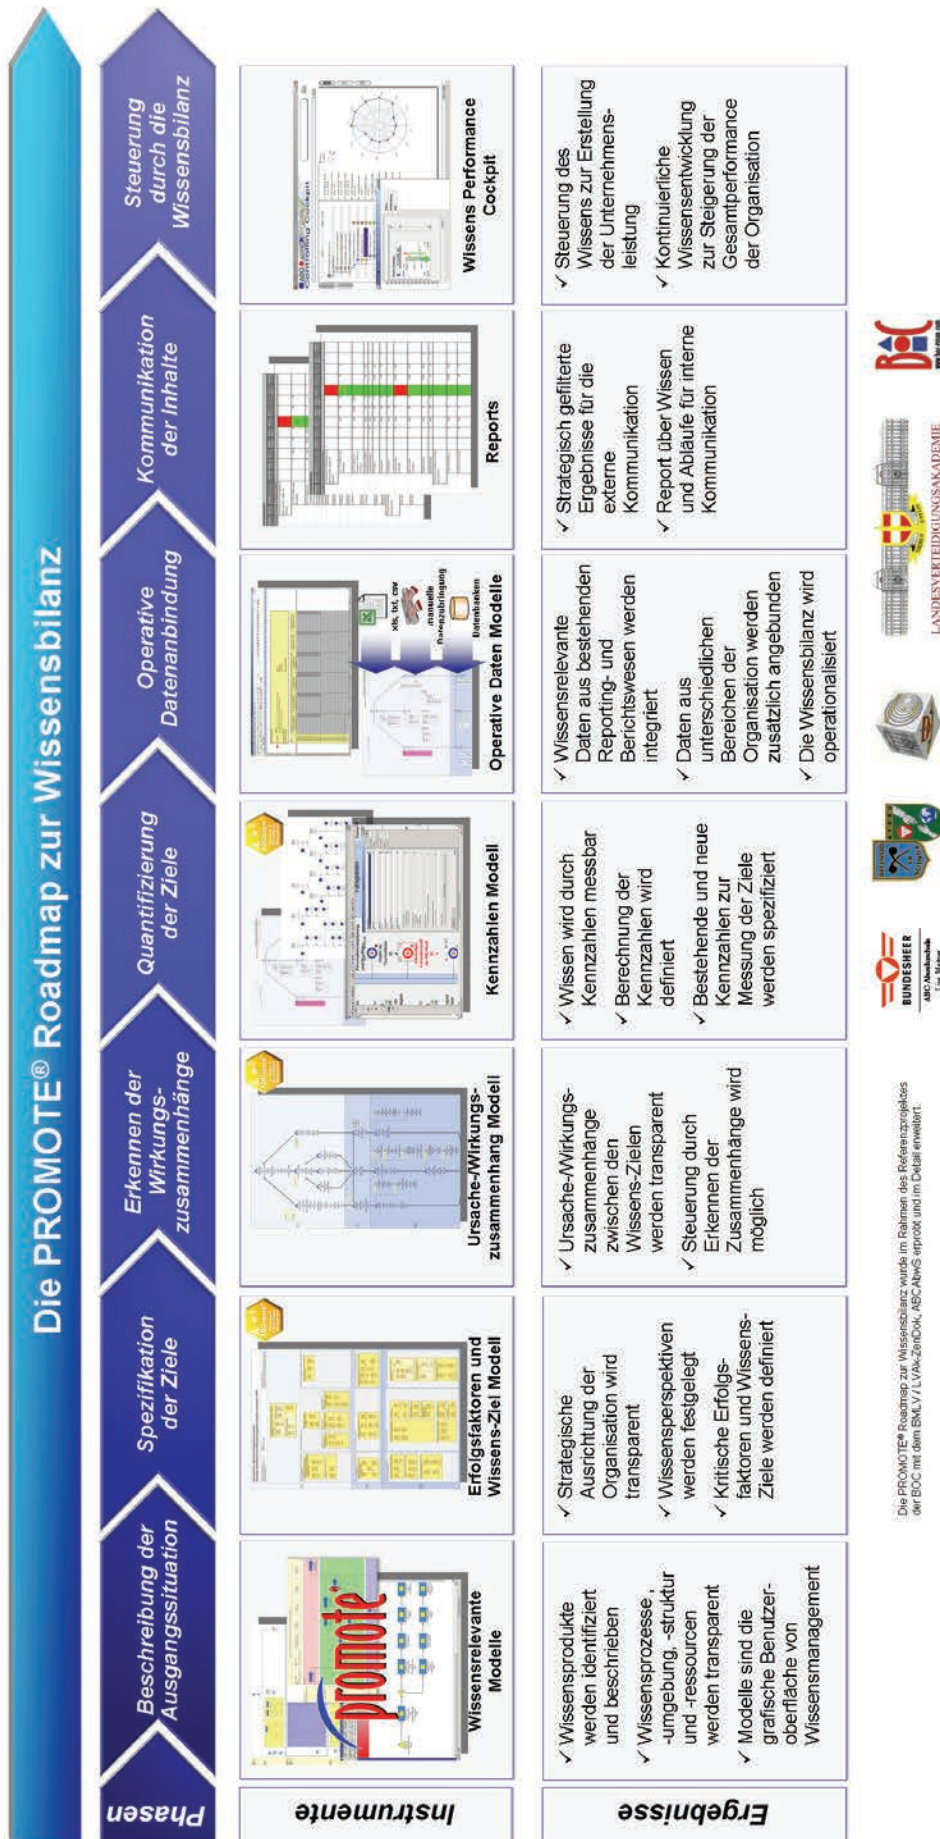 Die PROMOTE® Roadmap zur Wissensbilanz
Phasen
Beschreibung der
Ausgangssituation
Spezifikation
der Ziele
Erkennen der
Wirkungs-
zusammenhänge
Quantifizierung
der Ziele
Operative
Datenanbindung
Kommunikation
der Inhalte
Steuerung
durch die
Wissensbilanz
Instrumente
promote
Wissensrelevante
Modelle
Erfolgsfaktoren und
Wissens-Ziel Modell
Ursache-/Wirkungs-
zusammenhang Modell
Kennzahlen Modell
xls, txt, csv
manuelle
Datenzubringung
Datenbanken
Operative Daten Modelle
Reports
Controlling Cockpit
Wissens Performance
Cockpit
Ergebnisse
✓ Wissensprodukte
werden identifiziert
und beschrieben
✓ Wissensprozesse,
-umgebung, -struktur
und -ressourcen
werden transparent
✓ Modelle sind die
grafische Benutzer-
oberfläche von
Wissensmanagement
✓ Strategische
Ausrichtung der
Organisation wird
transparent
✓ Wissensperspektiven
werden festgelegt
✓ Kritische Erfolgs-
faktoren und Wissens-
Ziele werden definiert
✓ Ursache-/Wirkungs-
zusammenhänge
zwischen den
Wissens-Zielen
werden transparent
✓ Steuerung durch
Erkennen der
Zusammenhänge wird
möglich
✓ Wissen wird durch
Kennzahlen messbar
✓ Berechnung der
Kennzahlen wird
definiert
✓ Bestehende und neue
Kennzahlen zur
Messung der Ziele
werden spezifiziert
✓ Wissensrelevante
Daten aus bestehenden
Reporting- und
Berichtswesen werden
integriert
✓ Daten aus
unterschiedlichen
Bereichen der
Organisation werden
zusätzlich angebunden
✓ Die Wissensbilanz wird
operationalisiert
✓ Strategisch gefilterte
Ergebnisse für die
externe
Kommunikation
✓ Report über Wissen
und Abläufe für interne
Kommunikation
✓ Steuerung des
Wissens zur Erstellung
der Unternehmens-
leistung
✓ Kontinuierliche
Wissensentwicklung
zur Steigerung der
Gesamtperformance
der Organisation
Die PROMOTE® Roadmap zur Wissensbilanz wurde im Rahmen des Referenzprojektes
der BOC mit dem BMLV / LVAk-ZenDok, ABCAbwS erprobt und im Detail erweitert.
BUNDESHEER
LANDESVERTEIDIGUNGSAKADEMIE
BOC